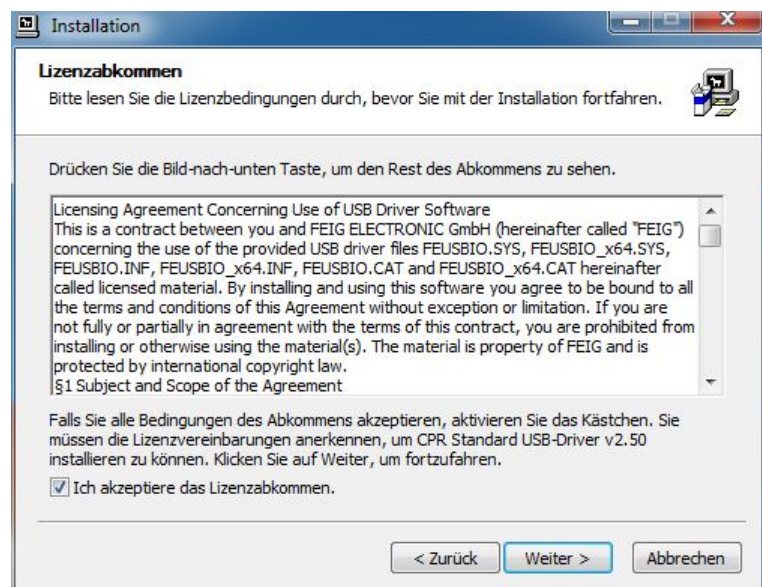 Installation
Lizenzabkommen
Bitte lesen Sie die Lizenzbedingungen durch, bevor Sie mit der Installation fortfahren.
Drücken Sie die Bild-nach-unten Taste, um den Rest des Abkommens zu sehen.
Licensing Agreement Concerning Use of USB Driver Software
This is a contract between you and FEIG ELECTRONIC GmbH (hereinafter called "FEIG")
concerning the use of the provided USB driver files FEUSBIO.SYS, FEUSBIO_x64.SYS,
FEUSBIO.INF, FEUSBIO_x64.INF, FEUSBIO.CAT and FEUSBIO_x64.CAT hereinafter
called licensed material. By installing and using this software you agree to be bound to all
the terms and conditions of this Agreement without exception or limitation. If you are
not fully or partially in agreement with the terms of this contract, you are prohibited from
installing or otherwise using the material(s). The material is property of FEIG and is
protected by international copyright law.
§1 Subject and Scope of the Agreement
Falls Sie alle Bedingungen des Abkommens akzeptieren, aktivieren Sie das Kästchen. Sie
müssen die Lizenzvereinbarungen anerkennen, um CPR Standard USB-Driver v2.50
installieren zu können. Klicken Sie auf Weiter, um fortzufahren.
Ich akzeptiere das Lizenzabkommen.
< Zurück Weiter > Abbrechen